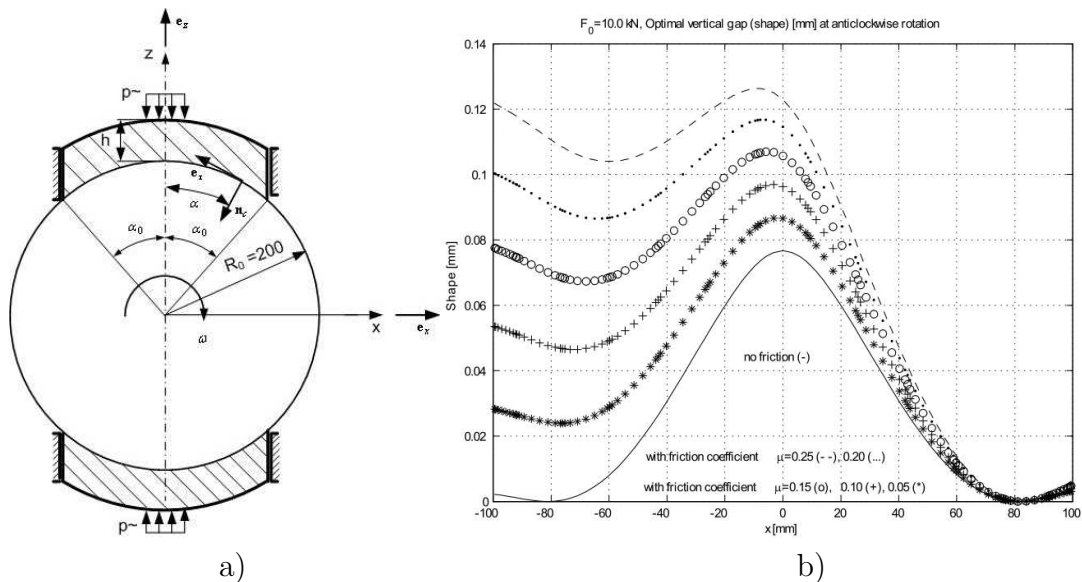 e_z
z
p~
h
e_τ
α
n_c
α_0 α_0
R_0 =200
x e_x
ω
p~
a)
F_0=10.0 kN, Optimal vertical gap (shape) [mm] at anticlockwise rotation
0.14
0.12
0.1
0.08
0.06
0.04
0.02
0
Shape [mm]
no friction (-)
with friction coefficient μ=0.25 (- -), 0.20 (...)
with friction coefficient μ=0.15 (o), 0.10 (+), 0.05 (*)
-100 -80 -60 -40 -20 0 20 40 60 80 100
x [mm]
b)